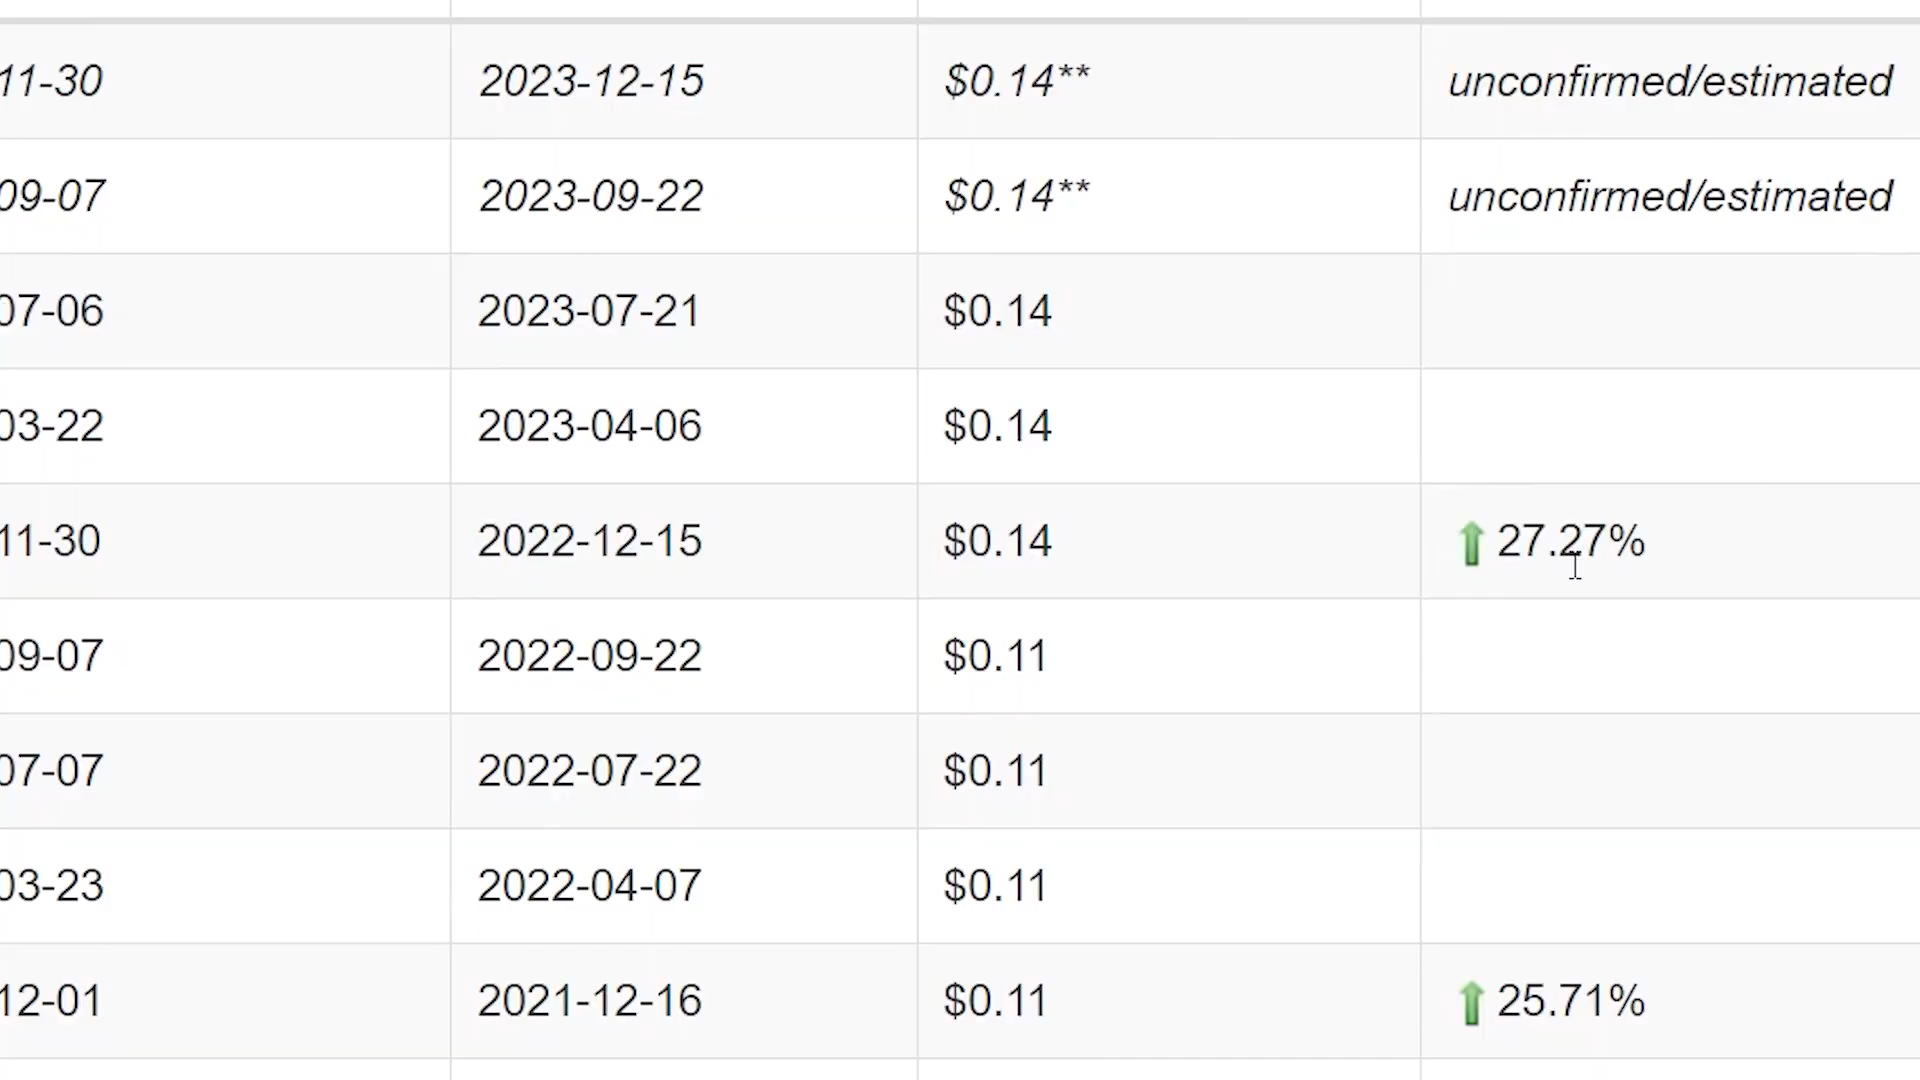 11-30 2023-12-15 $0.14** unconfirmed/estimated
09-07 2023-09-22 $0.14** unconfirmed/estimated
07-06 2023-07-21 $0.14
03-22 2023-04-06 $0.14
11-30 2022-12-15 $0.14 27.27%
09-07 2022-09-22 $0.11
07-07 2022-07-22 $0.11
03-23 2022-04-07 $0.11
12-01 2021-12-16 $0.11 25.71%